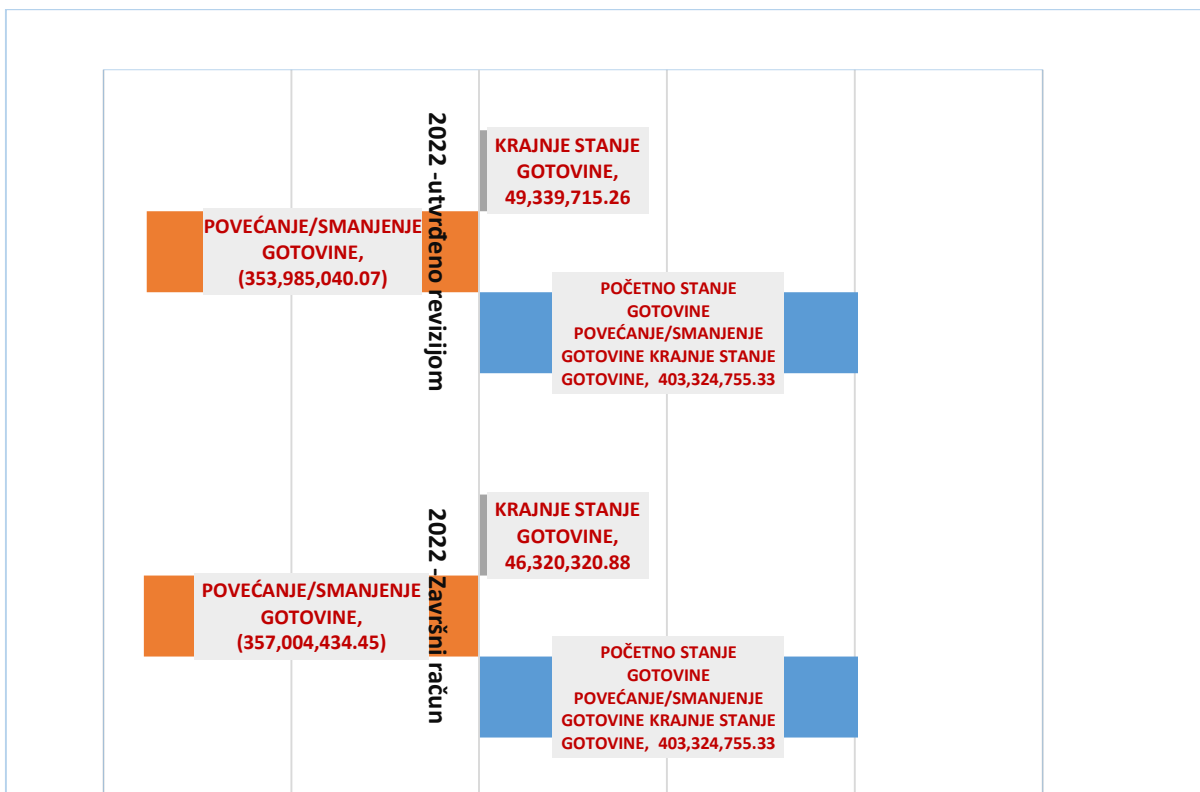 2022 -utvrđeno revizijom
KRAJNJE STANJE
GOTOVINE,
49,339,715.26
POVEĆANJE/SMANJENJE
GOTOVINE,
(353,985,040.07)
POČETNO STANJE
GOTOVINE
POVEĆANJE/SMANJENJE
GOTOVINE KRAJNJE STANJE
GOTOVINE, 403,324,755.33
2022 -Završni račun
KRAJNJE STANJE
GOTOVINE,
46,320,320.88
POVEĆANJE/SMANJENJE
GOTOVINE,
(357,004,434.45)
POČETNO STANJE
GOTOVINE
POVEĆANJE/SMANJENJE
GOTOVINE KRAJNJE STANJE
GOTOVINE, 403,324,755.33